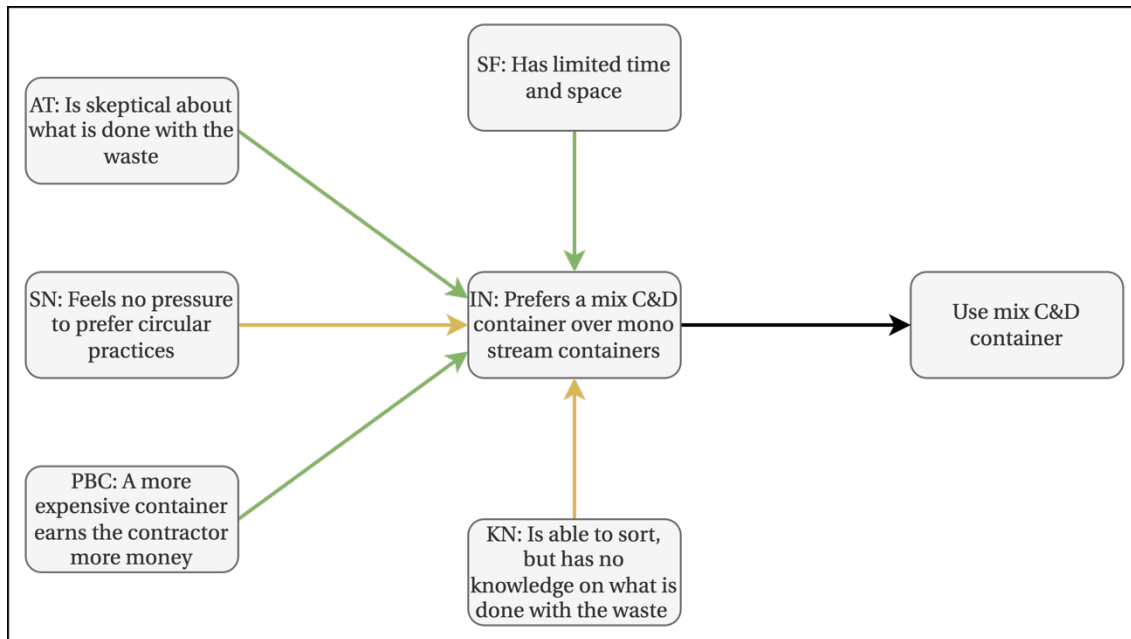 SF: Has limited time
and space
AT: Is skeptical about
what is done with the
waste
SN: Feels no pressure
to prefer circular
practices
IN: Prefers a mix C&D
container over mono
stream containers
Use mix C&D
container
PBC: A more
expensive container
earns the contractor
more money
KN: Is able to sort,
but has no
knowledge on what is
done with the waste